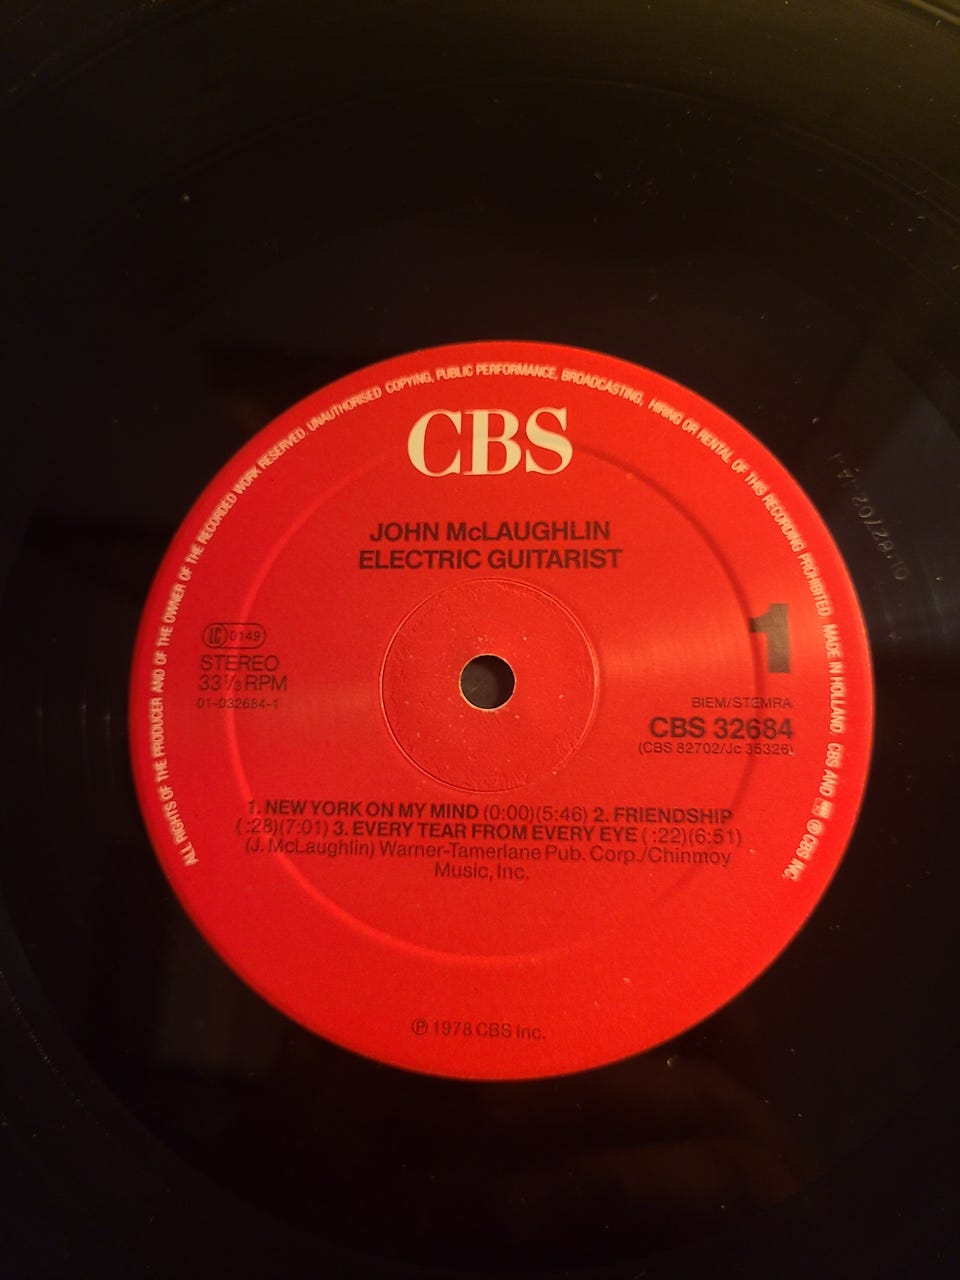 ALL RIGHTS OF THE PRODUCER AND OF THE OWNER OF THE RECORDED WORK RESERVED. UNAUTHORISED COPYING, PUBLIC PERFORMANCE, BROADCASTING, HIRING OR RENTAL OF THIS RECORDING PROHIBITED. MADE IN HOLLAND. CBS AND ℗ CBS INC.
CBS
JOHN McLAUGHLIN
ELECTRIC GUITARIST
1
LC 0149
STEREO
33⅓ RPM
01-032684-1
BIEM/STEMRA
CBS 32684
(CBS 82702/Jc 35326)
1. NEW YORK ON MY MIND (0:00)(5:46) 2. FRIENDSHIP
( :28)(7:01) 3. EVERY TEAR FROM EVERY EYE ( :22)(6:51)
(J. McLaughlin) Warner-Tamerlane Pub. Corp./Chinmoy
Music, Inc.
℗ 1978 CBS Inc.